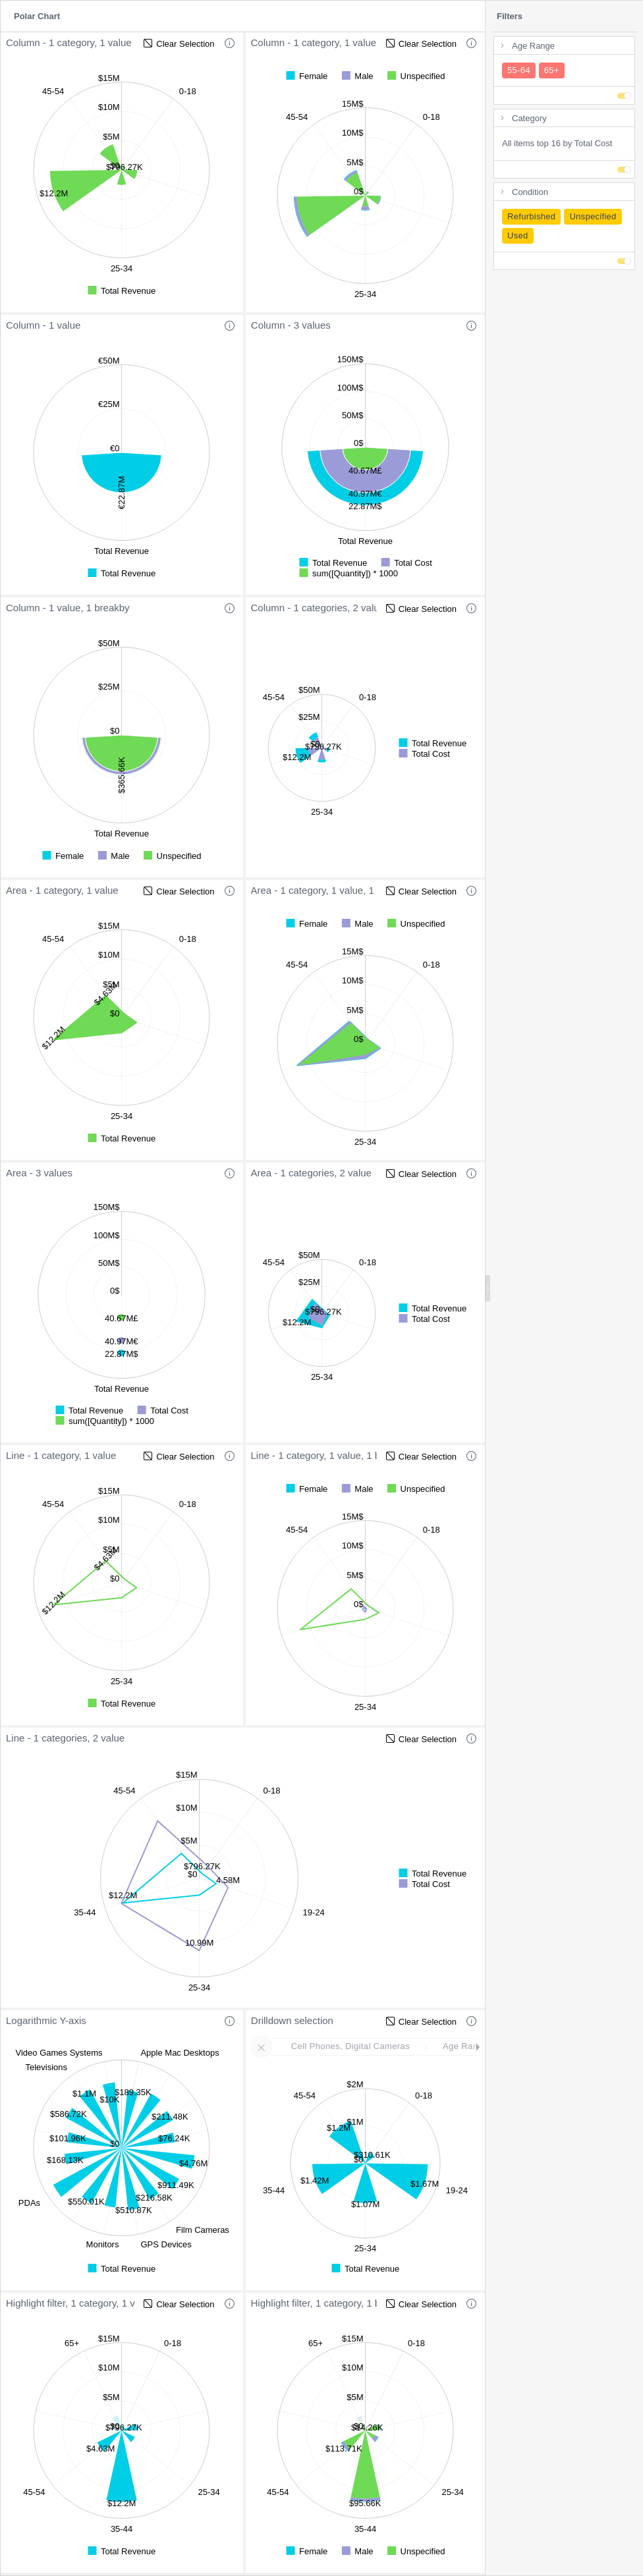 Polar Chart
Filters
Column - 1 category, 1 value
Clear Selection
$15M
45-54
0-18
$10M
$5M
$0
$796.27K
$12.2M
25-34
Total Revenue
Column - 1 category, 1 value
Clear Selection
Female
Male
Unspecified
15M$
45-54
0-18
10M$
5M$
0$
25-34
Age Range
55-64
65+
Category
All items top 16 by Total Cost
Condition
Refurbished
Unspecified
Used
Column - 1 value
€50M
€25M
€0
€22.87M
Total Revenue
Total Revenue
Column - 3 values
150M$
100M$
50M$
0$
40.67M£
40.97M€
22.87M$
Total Revenue
Total Revenue
Total Cost
sum([Quantity]) * 1000
Column - 1 value, 1 breakby
$50M
$25M
$0
Total Revenue
Female
Male
Unspecified
Column - 1 categories, 2 valu
Clear Selection
$50M
45-54
0-18
$25M
$0
$796.27K
$12.2M
25-34
Total Revenue
Total Cost
Area - 1 category, 1 value
Clear Selection
$15M
45-54
0-18
$10M
$5M
$4.63M
$0
$12.2M
25-34
Total Revenue
Area - 1 category, 1 value, 1
Clear Selection
Female
Male
Unspecified
15M$
45-54
0-18
10M$
5M$
0$
25-34
Area - 3 values
150M$
100M$
50M$
0$
40.67M£
40.97M€
22.87M$
Total Revenue
Total Revenue
Total Cost
sum([Quantity]) * 1000
Area - 1 categories, 2 value
Clear Selection
$50M
45-54
0-18
$25M
$0
$796.27K
$12.2M
25-34
Total Revenue
Total Cost
Line - 1 category, 1 value
Clear Selection
$15M
45-54
0-18
$10M
$5M
$4.63M
$0
$12.2M
25-34
Total Revenue
Line - 1 category, 1 value, 1 b
Clear Selection
Female
Male
Unspecified
15M$
45-54
0-18
10M$
5M$
0$
25-34
Line - 1 categories, 2 value
Clear Selection
$15M
45-54
0-18
$10M
$5M
$796.27K
$0
4.58M
$12.2M
35-44
19-24
10.99M
25-34
Total Revenue
Total Cost
Logarithmic Y-axis
Video Games Systems
Apple Mac Desktops
Televisions
$1.1M
$10K
$189.35K
$586.72K
$211.48K
$101.96K
$76.24K
$0
$168.13K
$4.76M
$911.49K
PDAs
$550.01K
$216.58K
$510.87K
Film Cameras
Monitors
GPS Devices
Total Revenue
Drilldown selection
Clear Selection
Cell Phones, Digital Cameras
Age Ra
$2M
45-54
0-18
$1M
$1.2M
$310.61K
$0
$1.42M
$1.67M
35-44
19-24
$1.07M
25-34
Total Revenue
Highlight filter, 1 category, 1 v
Clear Selection
$15M
65+
0-18
$10M
$5M
$0
$796.27K
$4.63M
45-54
25-34
$12.2M
35-44
Total Revenue
Highlight filter, 1 category, 1 b
Clear Selection
$15M
65+
0-18
$10M
$5M
$0
$113.71K
45-54
25-34
$95.66K
35-44
Female
Male
Unspecified